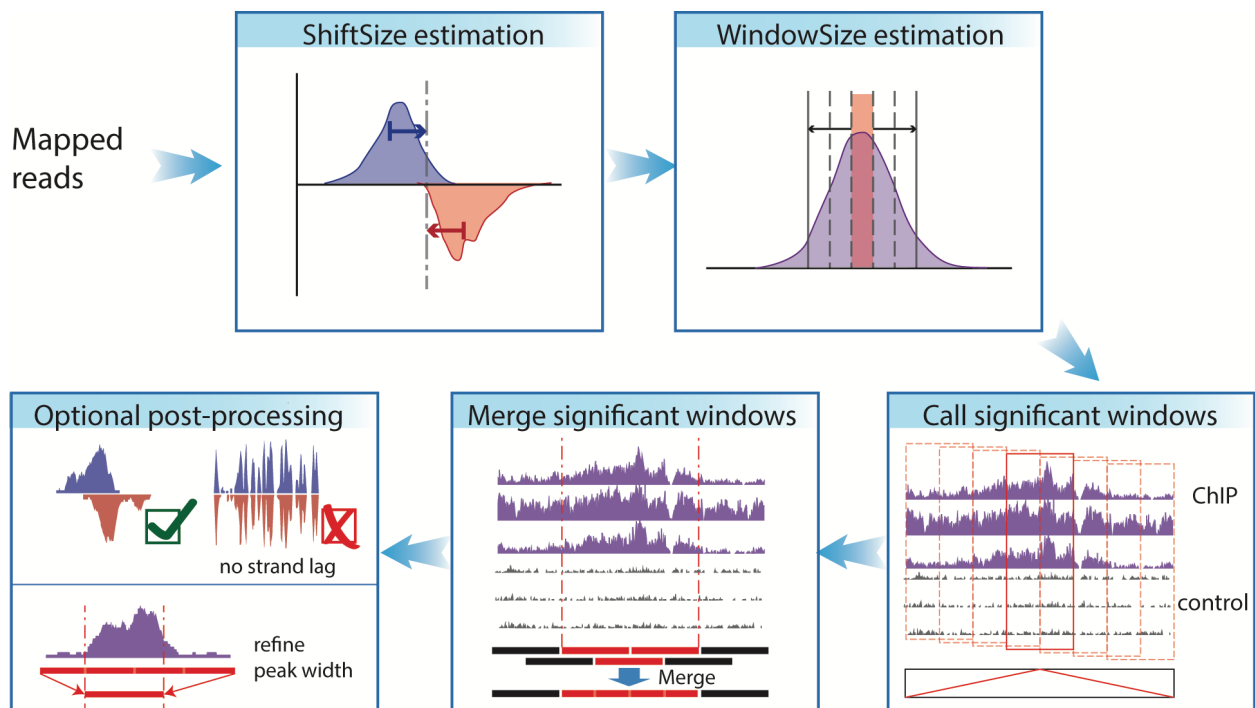 Mapped
reads
ShiftSize estimation
WindowSize estimation
Optional post-processing
no strand lag
refine
peak width
Merge significant windows
Merge
Call significant windows
ChIP
control